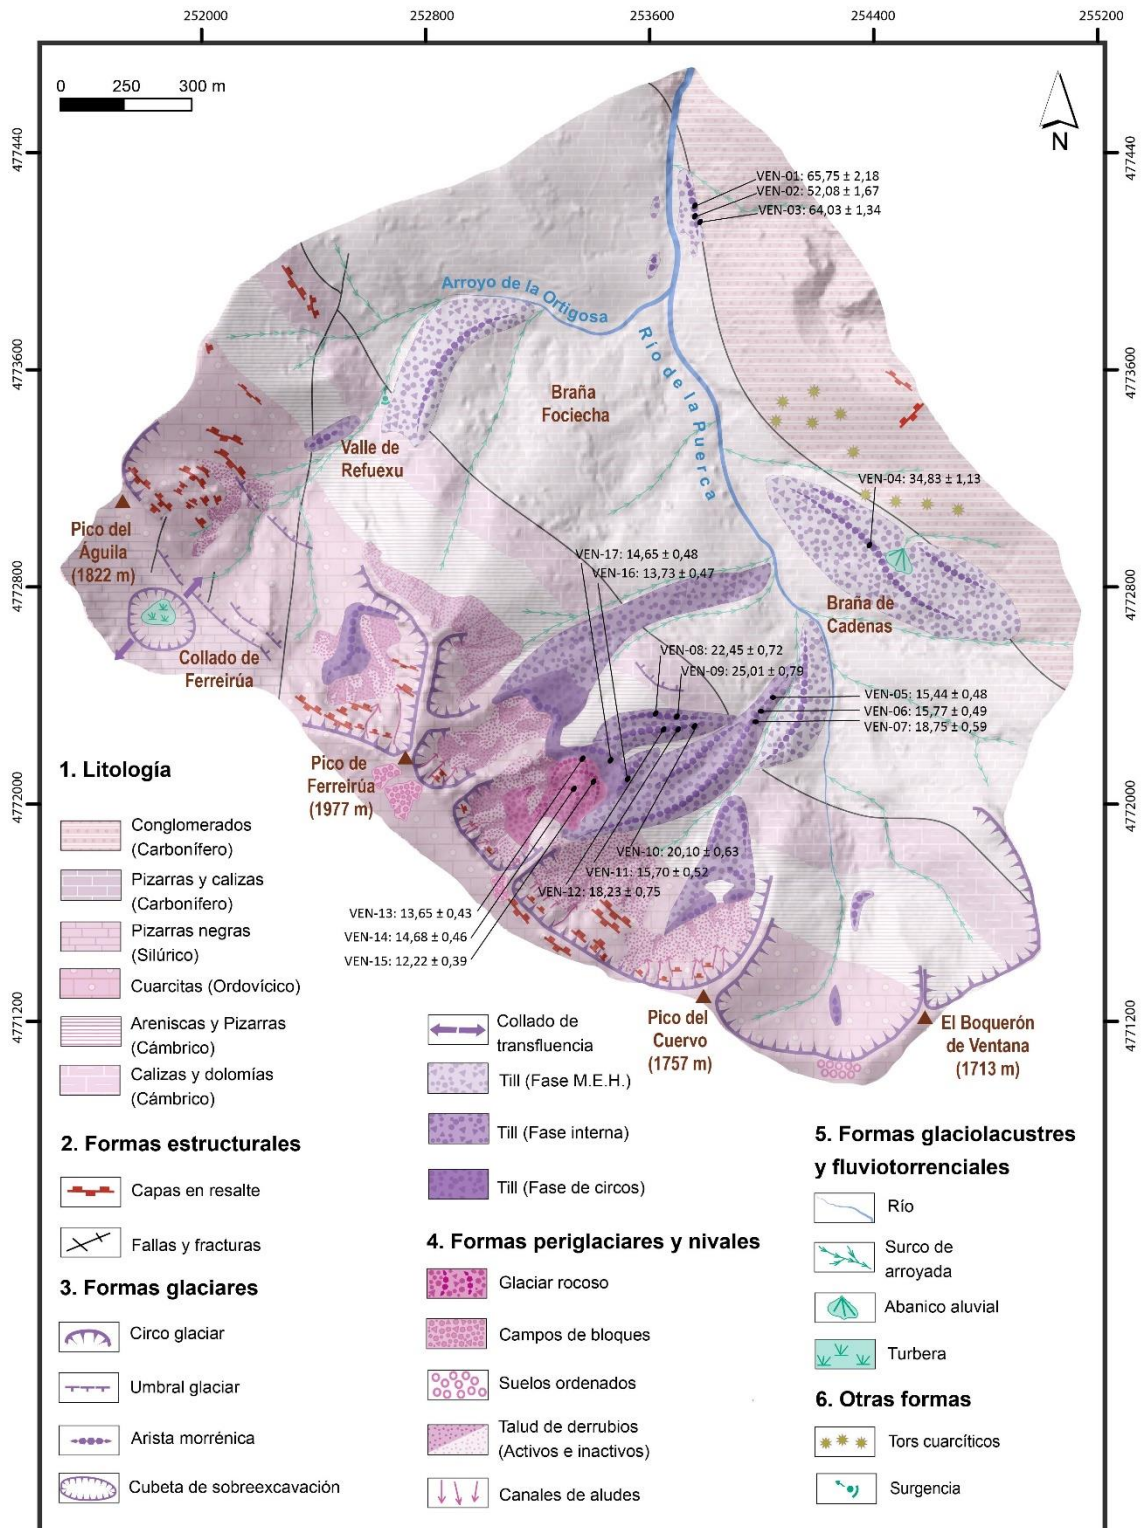 252000
252800
253600
254400
255200
0 250 300 m
N
477440
477440
VEN-01: 65,75 ± 2,18
VEN-02: 52,08 ± 1,67
VEN-03: 64,03 ± 1,34
Arroyo de la
Ortigosa
Río de la Puerca
4773600
4773600
Braña
Fociecha
Valle de
Refuexu
VEN-04: 34,83 ± 1,13
Pico del
Águila
(1822 m)
VEN-17: 14,65 ± 0,48
VEN-16: 13,73 ± 0,47
4772800
4772800
Braña de
Cadenas
Collado de
Ferreirúa
VEN-08: 22,45 ± 0,72
VEN-09: 25,01 ± 0,79
VEN-05: 15,44 ± 0,48
VEN-06: 15,77 ± 0,49
VEN-07: 18,75 ± 0,59
Pico de
Ferreirúa
(1977 m)
4772000
4772000
VEN-10: 20,10 ± 0,63
VEN-11: 15,70 ± 0,52
VEN-12: 18,23 ± 0,75
VEN-13: 13,65 ± 0,43
VEN-14: 14,68 ± 0,46
VEN-15: 12,22 ± 0,39
4771200
4771200
Pico del
Cuervo
(1757 m)
El Boquerón
de Ventana
(1713 m)
1. Litología
Conglomerados
(Carbonífero)
Pizarras y calizas
(Carbonífero)
Pizarras negras
(Silúrico)
Cuarcitas (Ordovícico)
Areniscas y Pizarras
(Cámbrico)
Calizas y dolomías
(Cámbrico)
2. Formas estructurales
Capas en resalte
Fallas y fracturas
3. Formas glaciares
Circo glaciar
Umbral glaciar
Arista morrénica
Cubeta de sobreexcavación
Collado de
transfluencia
Till (Fase M.E.H.)
Till (Fase interna)
Till (Fase de circos)
4. Formas periglaciares y nivales
Glaciar rocoso
Campos de bloques
Suelos ordenados
Talud de derrubios
(Activos e inactivos)
Canales de aludes
5. Formas glaciolacustres
y fluviotorrenciales
Río
Surco de
arroyada
Abanico aluvial
Turbera
6. Otras formas
Tors cuarcíticos
Surgencia